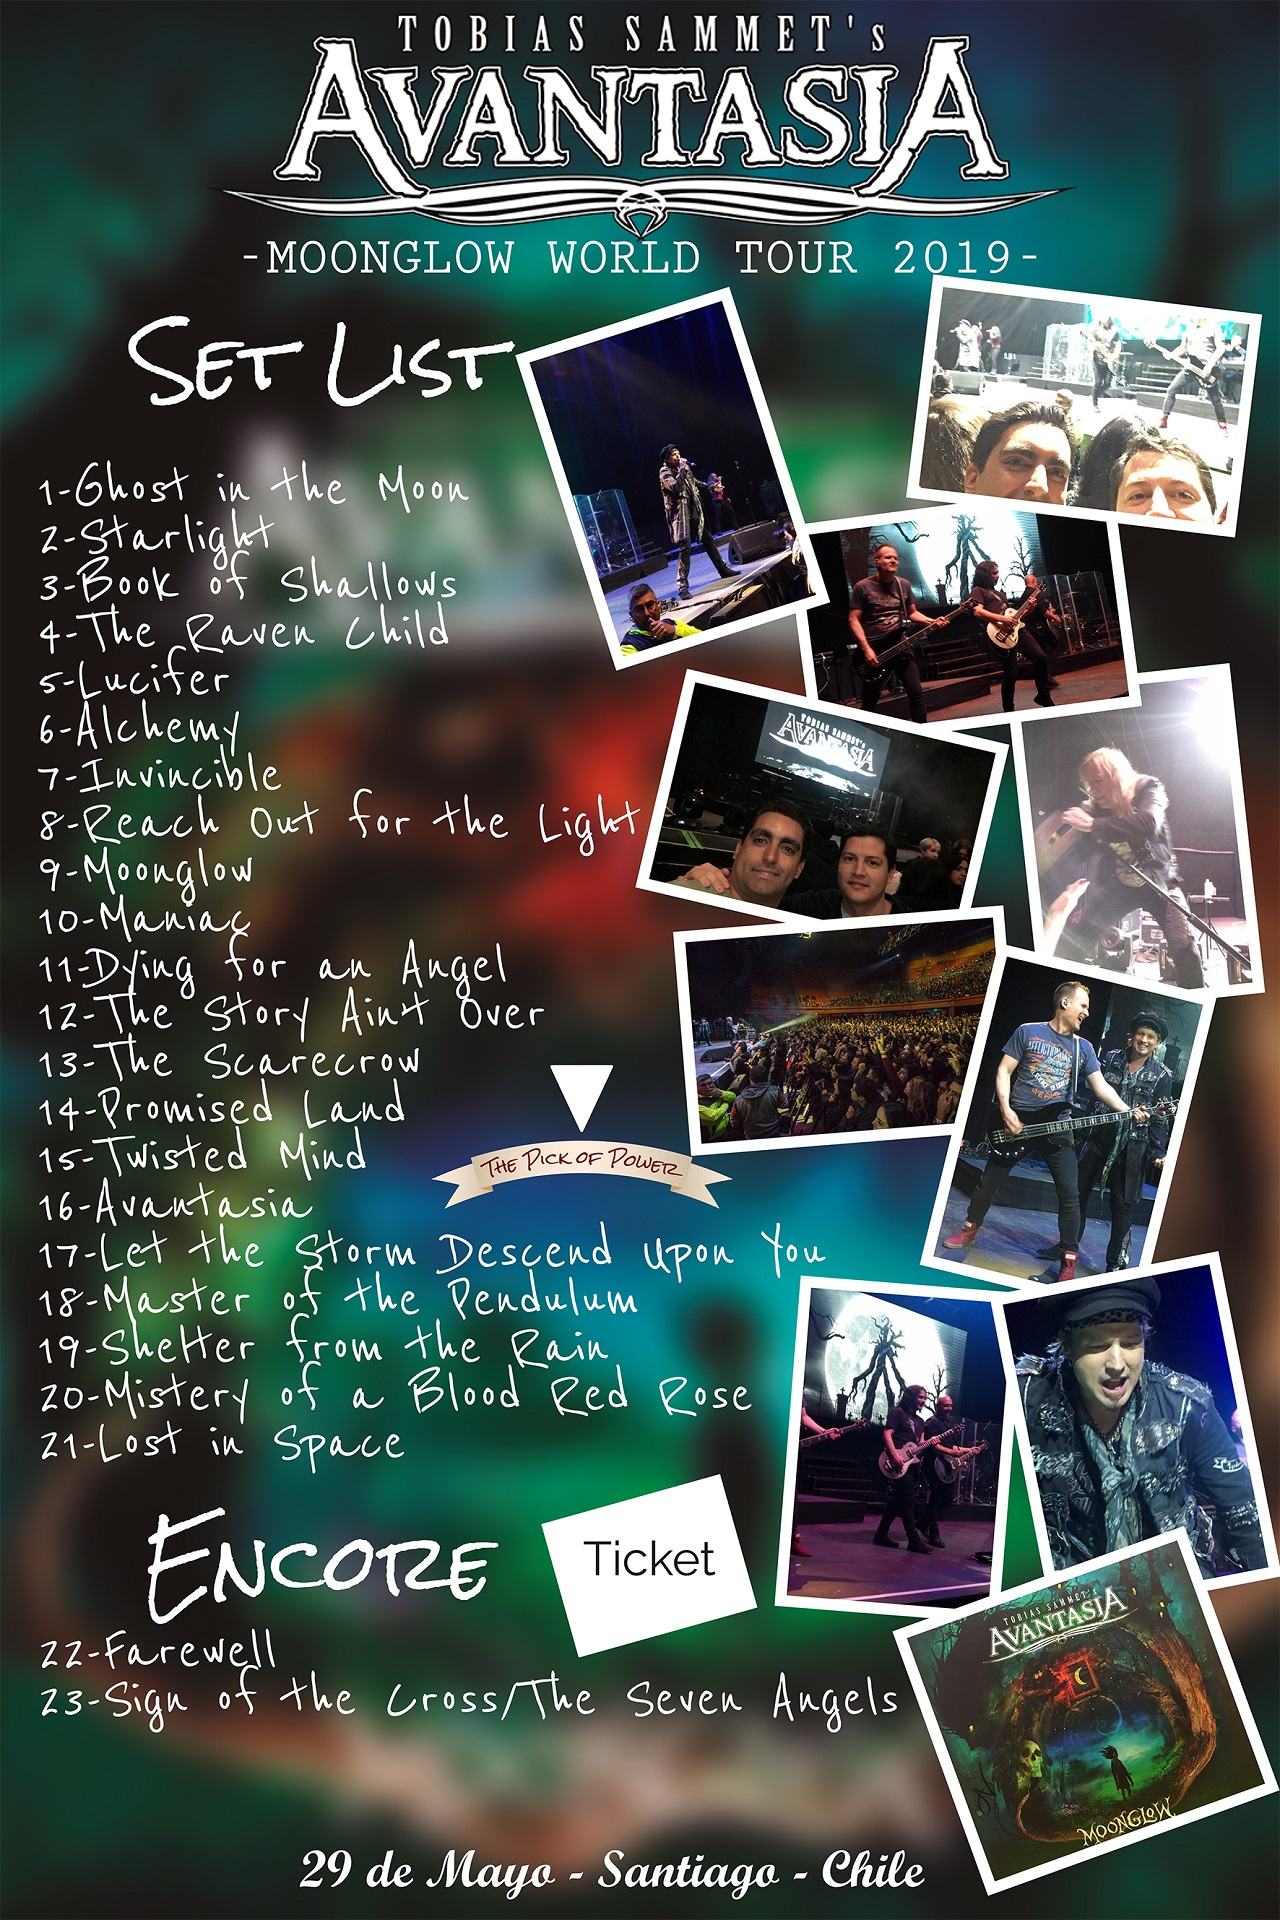 TOBIAS SAMMET's
AVANTASIA
-MOONGLOW WORLD TOUR 2019-
SET LIST
1-Ghost in the Moon
2-Starlight
3-Book of Shallows
4-The Raven Child
5-Lucifer
6-Alchemy
7-Invincible
8-Reach Out for the Light
9-Moonglow
10-Maniac
11-Dying for an Angel
12-The Story Ain't Over
13-The Scarecrow
14-Promised Land
15-Twisted Mind
16-Avantasia
17-Let the Storm Descend Upon You
18-Master of the Pendulum
19-Shelter from the Rain
20-Mistery of a Blood Red Rose
21-Lost in Space
THE PICK OF POWER
ENCORE
Ticket
22-Farewell
23-Sign of the Cross/The Seven Angels
TOBIAS SAMMET'S
AVANTASIA
AFFLICTION
TOBIAS SAMMET'S
AVANTASIA
MOONGLOW
29 de Mayo - Santiago - Chile